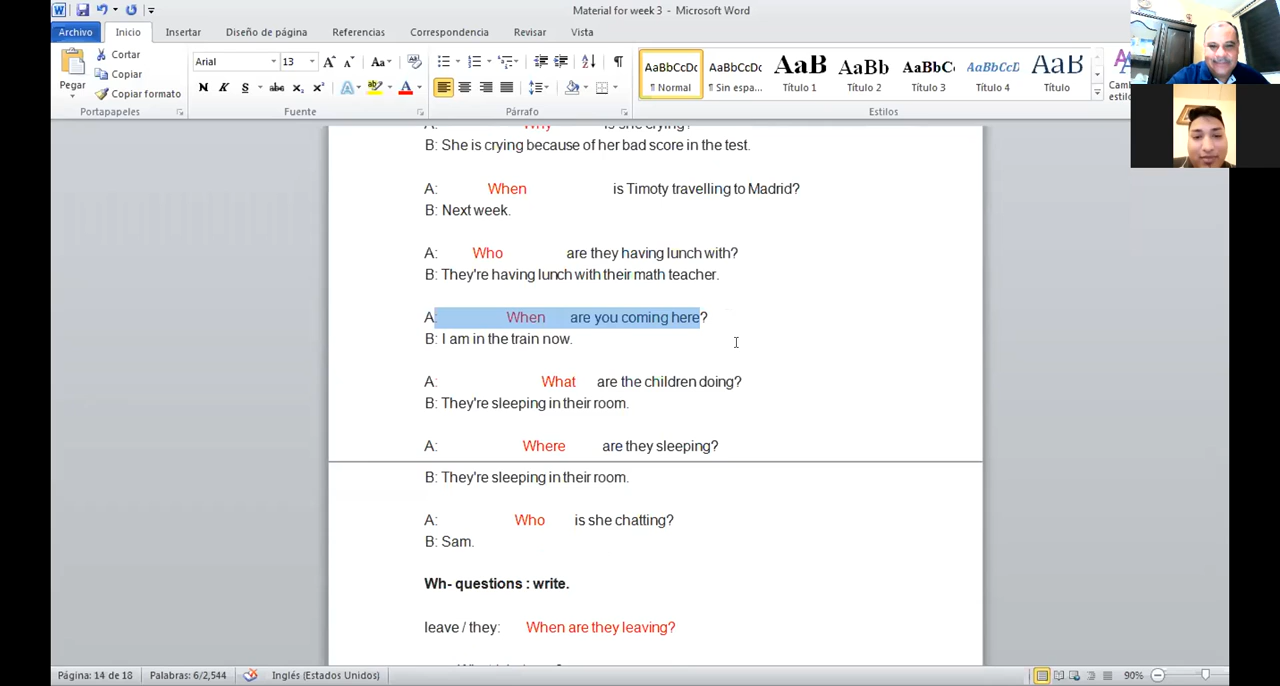 Material for week 3 - Microsoft Word
Archivo Inicio Insertar Diseño de página Referencias Correspondencia Revisar Vista
Pegar
Cortar
Copiar
Copiar formato
Portapapeles
Arial 13
Fuente
Párrafo
AaBbCcDc AaBbCcDc AaB AaBb AaBbC AaBbCcD AaB
¶ Normal ¶ Sin espa... Título 1 Título 2 Título 3 Título 4 Título
Estilos
is she crying?
B: She is crying because of her bad score in the test.
A: When is Timoty travelling to Madrid?
B: Next week.
A: Who are they having lunch with?
B: They're having lunch with their math teacher.
A: When are you coming here?
B: I am in the train now.
A: What are the children doing?
B: They're sleeping in their room.
A: Where are they sleeping?
B: They're sleeping in their room.
A: Who is she chatting?
B: Sam.
Wh- questions : write.
leave / they: When are they leaving?
Página: 14 de 18 Palabras: 6/2,544 Inglés (Estados Unidos) 90%